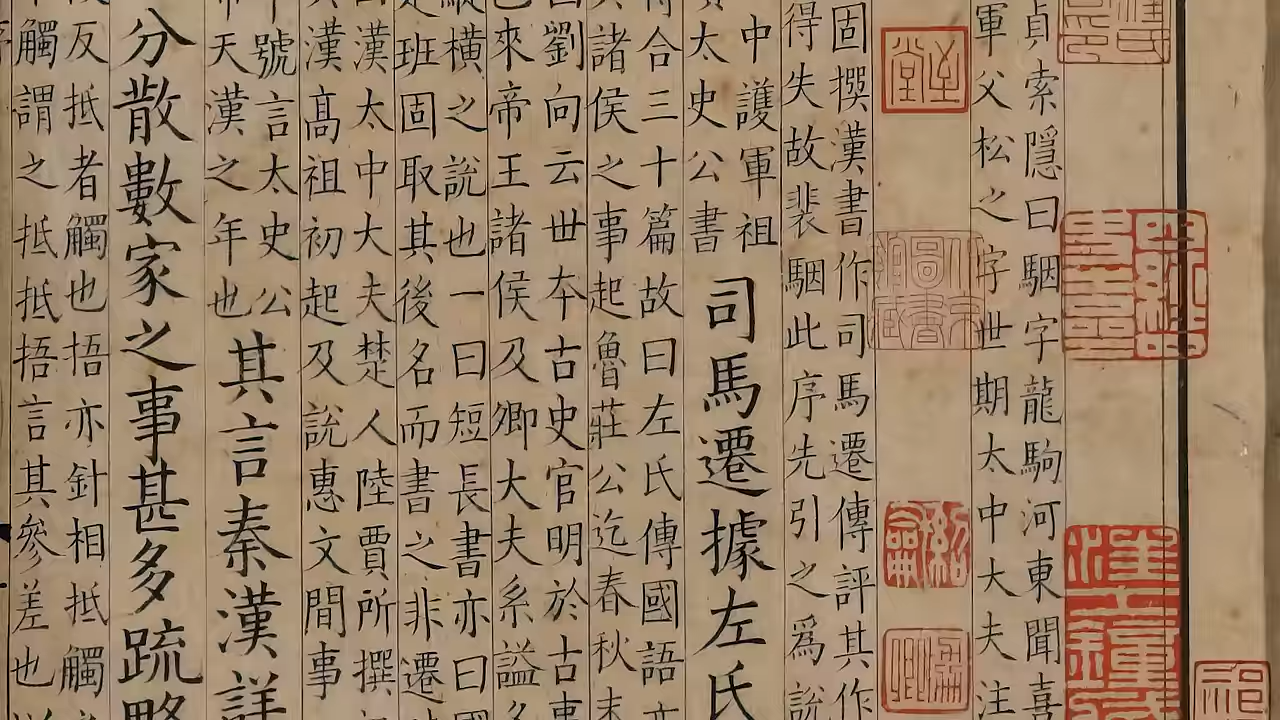 貞索隱曰駰字龍駒河東聞喜
軍父松之字世期太中大夫注
固撰漢書作司馬遷傳評其作
得失故裴駰此序先引之爲說
中護軍祖
太史公書
司馬遷據左氏
合三十篇故曰左氏傳國語
諸侯之事起魯莊公迄春秋末
劉向云世本古史官明於古事
來帝王諸侯及卿大夫系謚名
縱橫之說也一曰短長書亦曰國
班固取其後名而書之非遷
漢太中大夫楚人陸賈所撰
漢高祖初起及說惠文間事
號言太史公
天漢之年也
其言秦漢詳
分散數家之事甚多疏略
反抵者觸也捂亦針相抵觸
觸謂之抵抵捂言其參差也